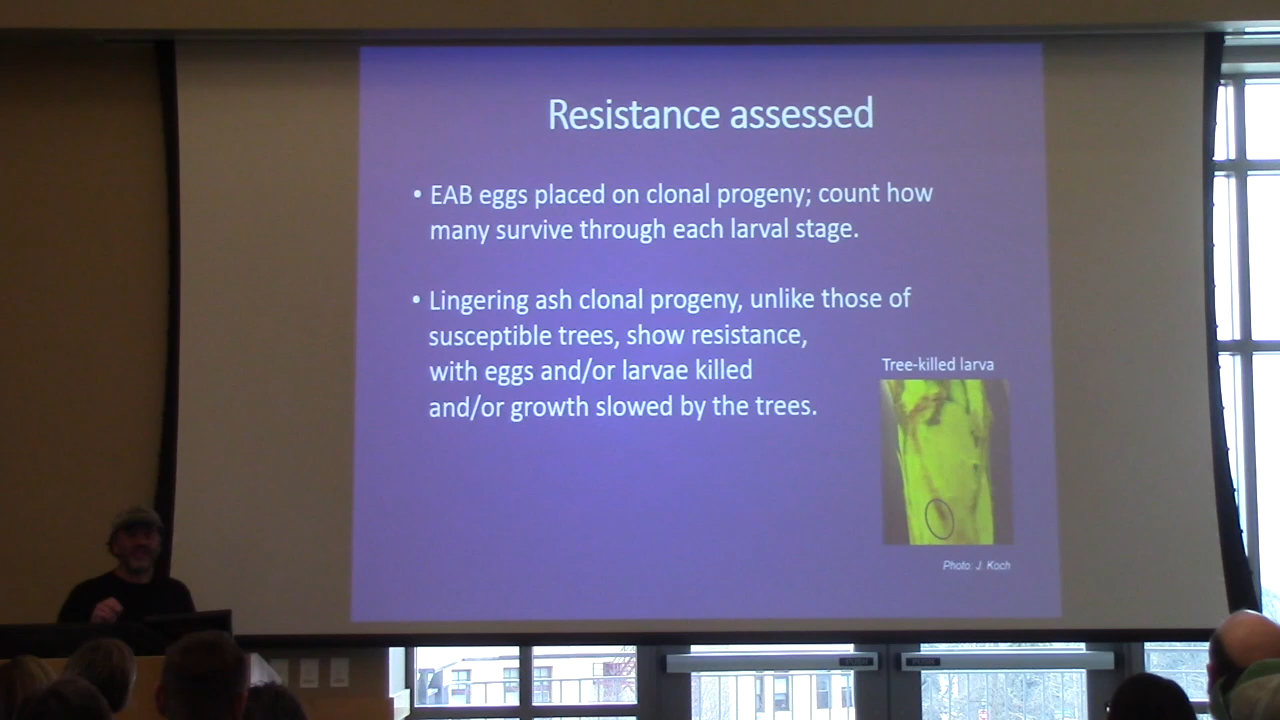 Resistance assessed
• EAB eggs placed on clonal progeny; count how
many survive through each larval stage.
• Lingering ash clonal progeny, unlike those of
susceptible trees, show resistance,
with eggs and/or larvae killed
and/or growth slowed by the trees.
Tree-killed larva
Photo: J. Koch
PUSH
PUSH